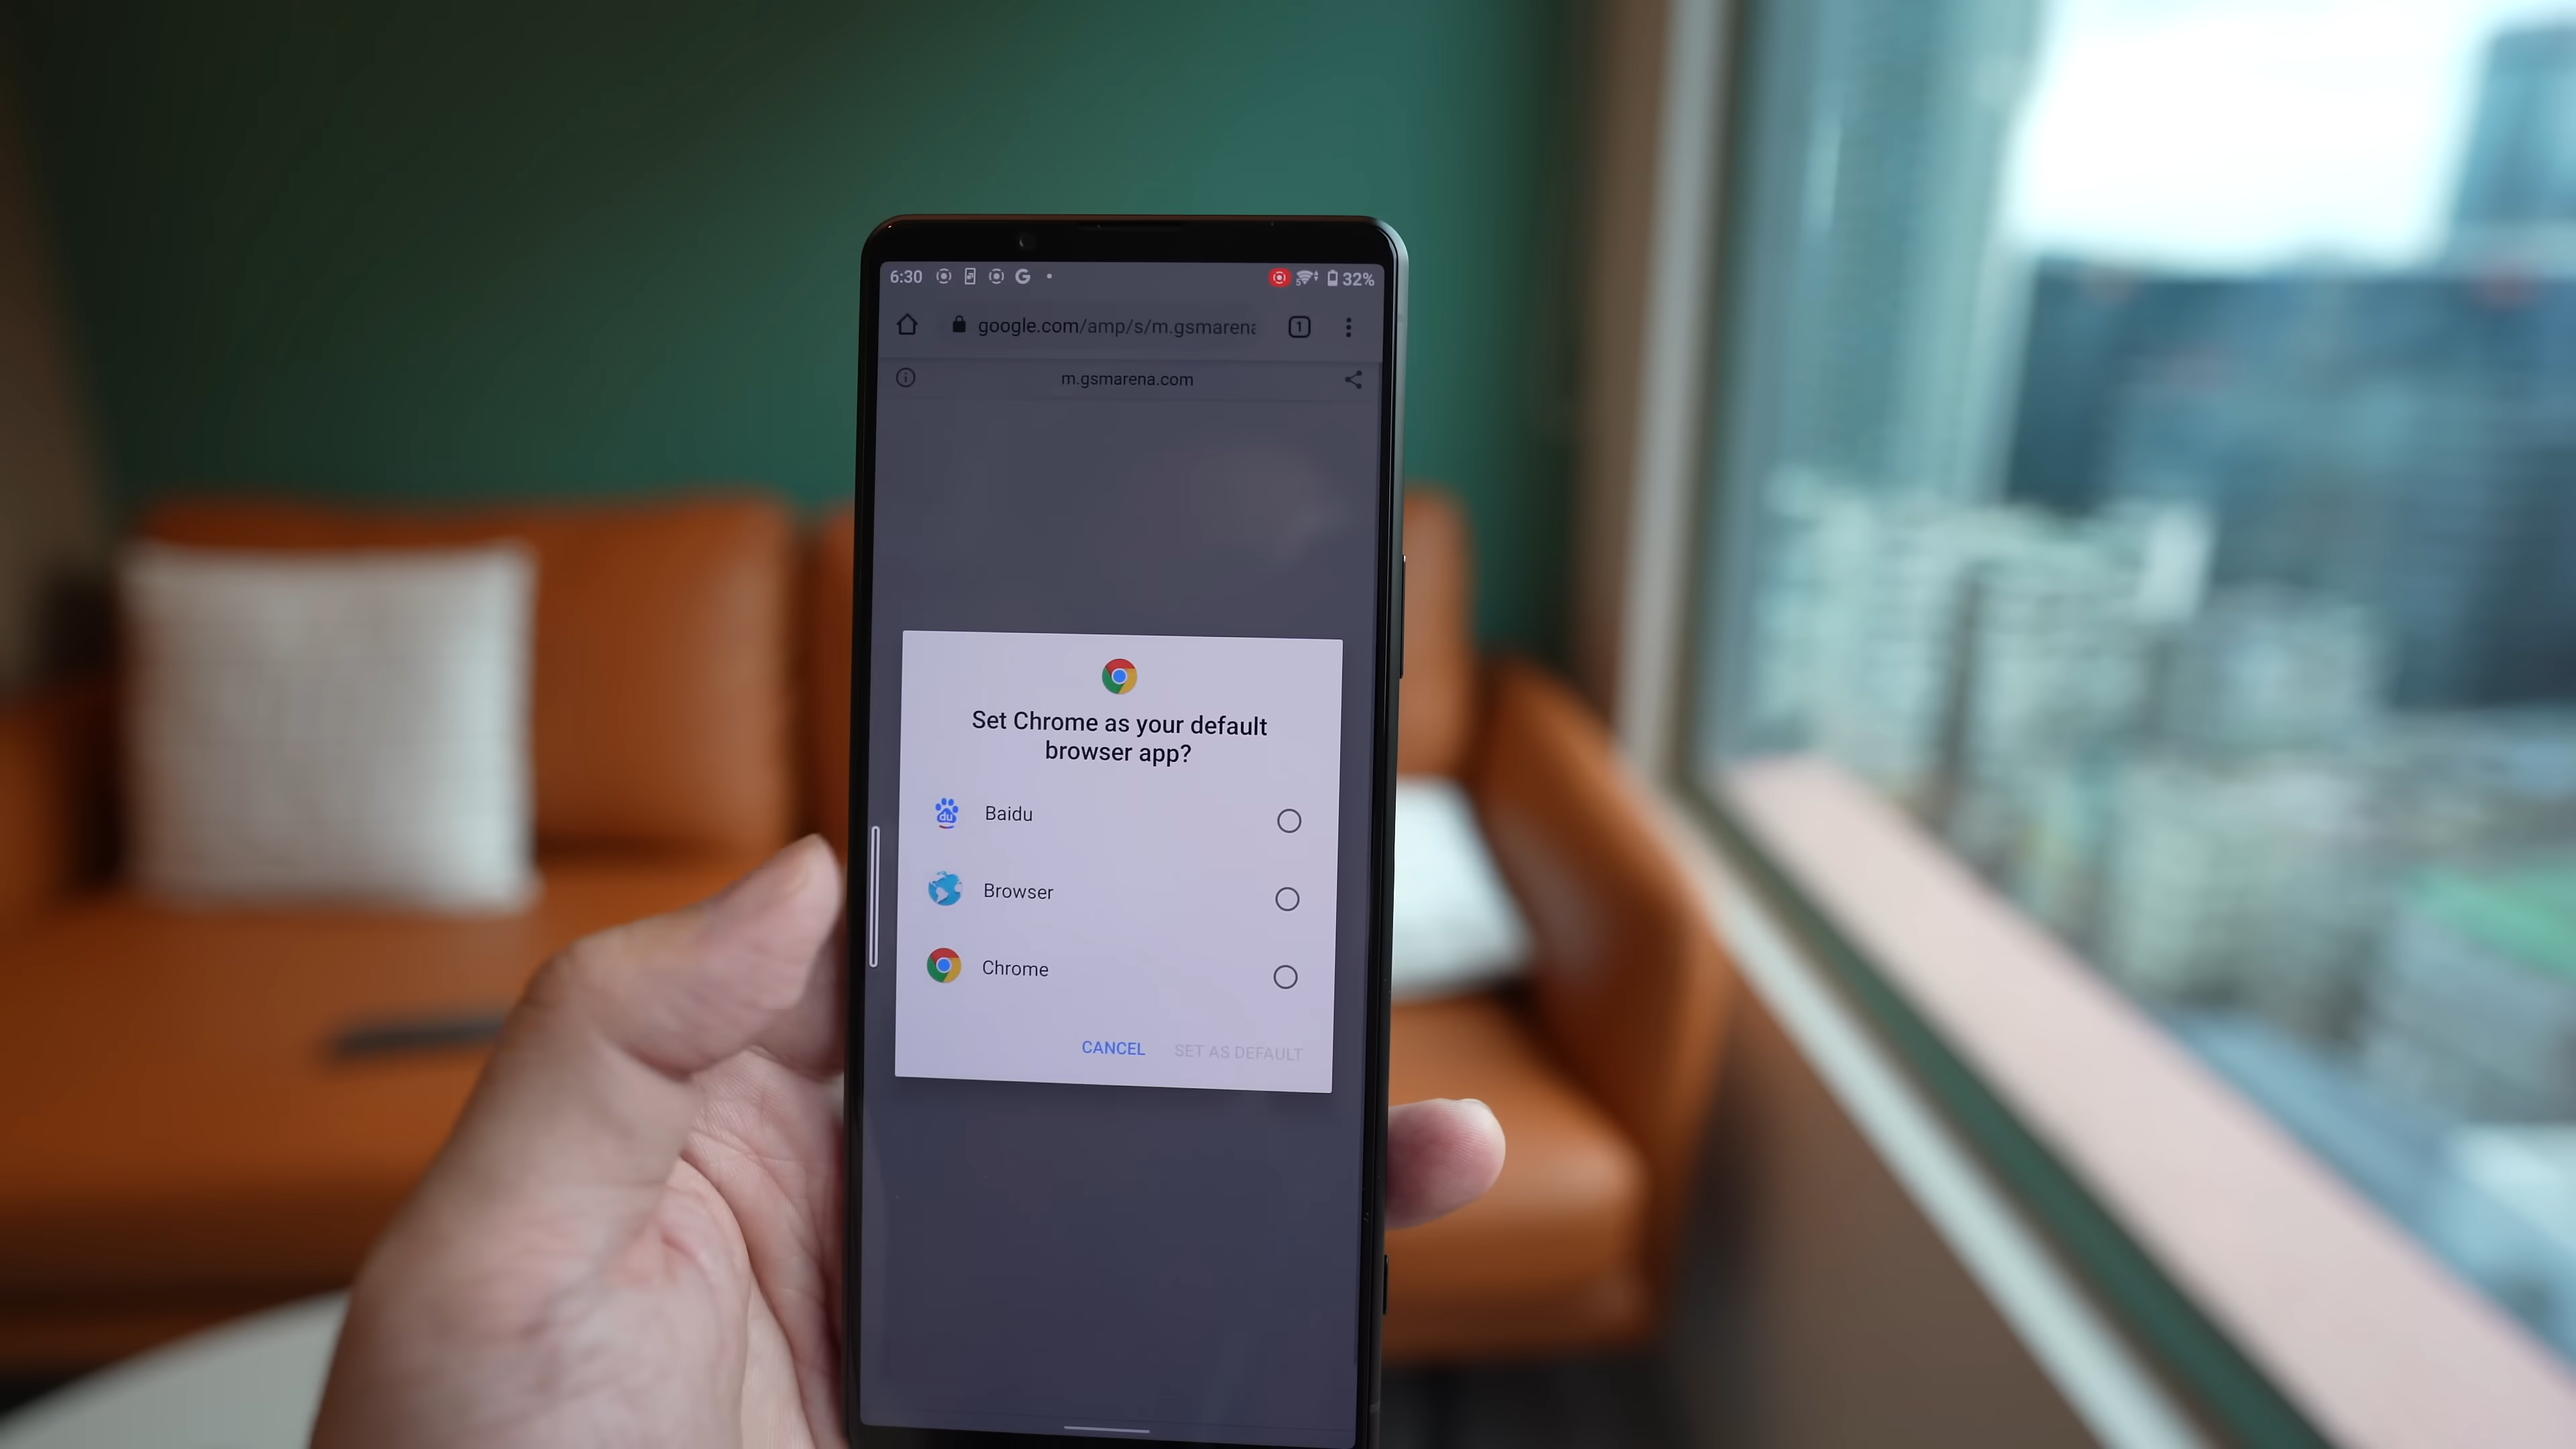 6:30 G 32%
google.com/amp/s/m.gsmarena
1
m.gsmarena.com
Set Chrome as your default
browser app?
du Baidu
Browser
Chrome
CANCEL SET AS DEFAULT